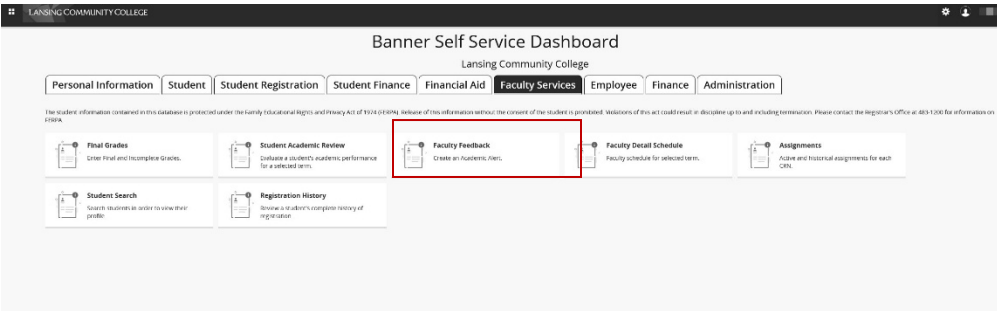 LANSING COMMUNITY COLLEGE
Banner Self Service Dashboard
Lansing Community College
Personal Information
Student
Student Registration
Student Finance
Financial Aid
Faculty Services
Employee
Finance
Administration
The student information contained in this database is protected under the Family Educational Rights and Privacy Act of 1974 (FERPA). Release of this information without the consent of the student is prohibited. Violations of this act could result in discipline up to and including termination. Please contact the Registrar's Office at 483-1200 for information on
FERPA
Final Grades
Enter Final and Incomplete Grades.
Student Academic Review
Evaluate a student's academic performance
for a selected term.
Faculty Feedback
Create an Academic Alert.
Faculty Detail Schedule
Faculty schedule for selected term.
Assignments
Active and historical assignments for each
CRN.
Student Search
Search students in order to view their
profile
Registration History
Review a student's complete history of
registration